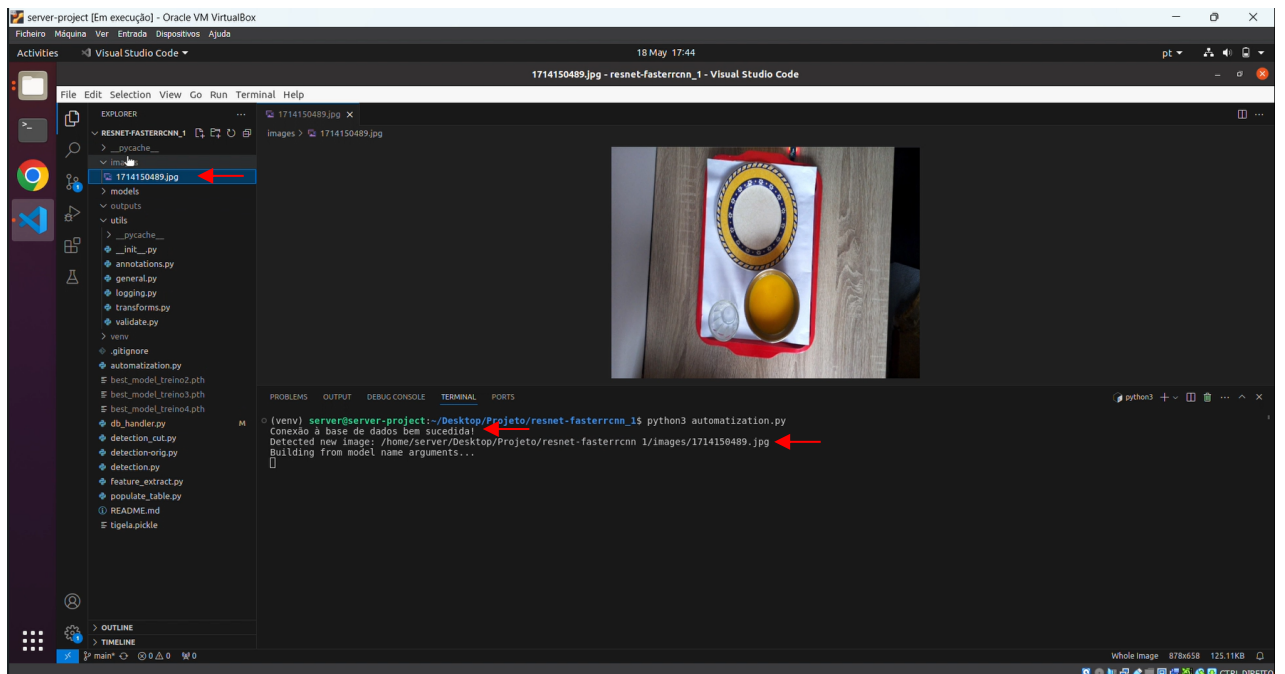 server-project [Em execução] - Oracle VM VirtualBox
Ficheiro Máquina Ver Entrada Dispositivos Ajuda
Activities Visual Studio Code 18 May 17:44 pt
1714150489.jpg - resnet-fasterrcnn_1 - Visual Studio Code
File Edit Selection View Go Run Terminal Help
EXPLORER
RESNET-FASTERRCNN_1
__pycache__
images
1714150489.jpg
models
outputs
utils
__pycache__
__init__.py
annotations.py
general.py
logging.py
transforms.py
validate.py
venv
.gitignore
automatization.py
best_model_treino2.pth
best_model_treino3.pth
best_model_treino4.pth
db_handler.py M
detection_cut.py
detection-orig.py
detection.py
feature_extract.py
populate_table.py
README.md
tigela.pickle
OUTLINE
TIMELINE
1714150489.jpg
images > 1714150489.jpg
PROBLEMS OUTPUT DEBUG CONSOLE TERMINAL PORTS
python3
(venv) server@server-project:~/Desktop/Projeto/resnet-fasterrcnn_1$ python3 automatization.py
Conexão à base de dados bem sucedida!
Detected new image: /home/server/Desktop/Projeto/resnet-fasterrcnn 1/images/1714150489.jpg
Building from model name arguments...
main* 0 0 0
Whole Image 878x658 125.11KB
CTRL DIREITO